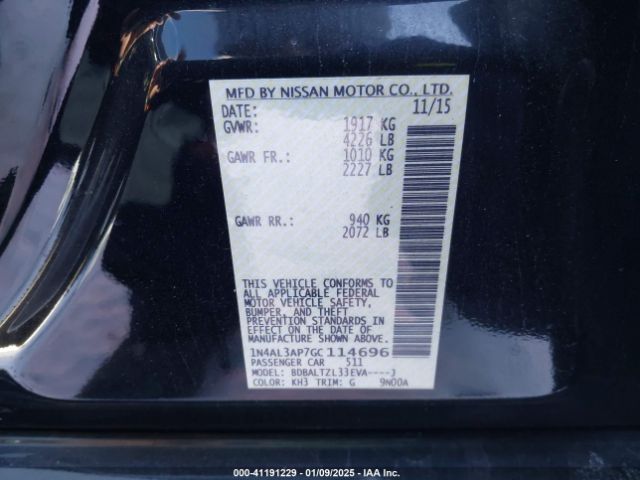 MFD BY NISSAN MOTOR CO., LTD.
DATE: 11/15
GVWR: 1917 KG
4226 LB
GAWR FR.: 1010 KG
2227 LB
GAWR RR.: 940 KG
2072 LB
THIS VEHICLE CONFORMS TO
ALL APPLICABLE FEDERAL
MOTOR VEHICLE SAFETY,
BUMPER, AND THEFT
PREVENTION STANDARDS IN
EFFECT ON THE DATE OF
MANUFACTURE SHOWN ABOVE.
1N4AL3AP7GC114696
PASSENGER CAR 511
MODEL: BDBALTZL33EVA----J
COLOR: KH3 TRIM: G 9N00A
000-41191229 - 01/09/2025 - IAA Inc.